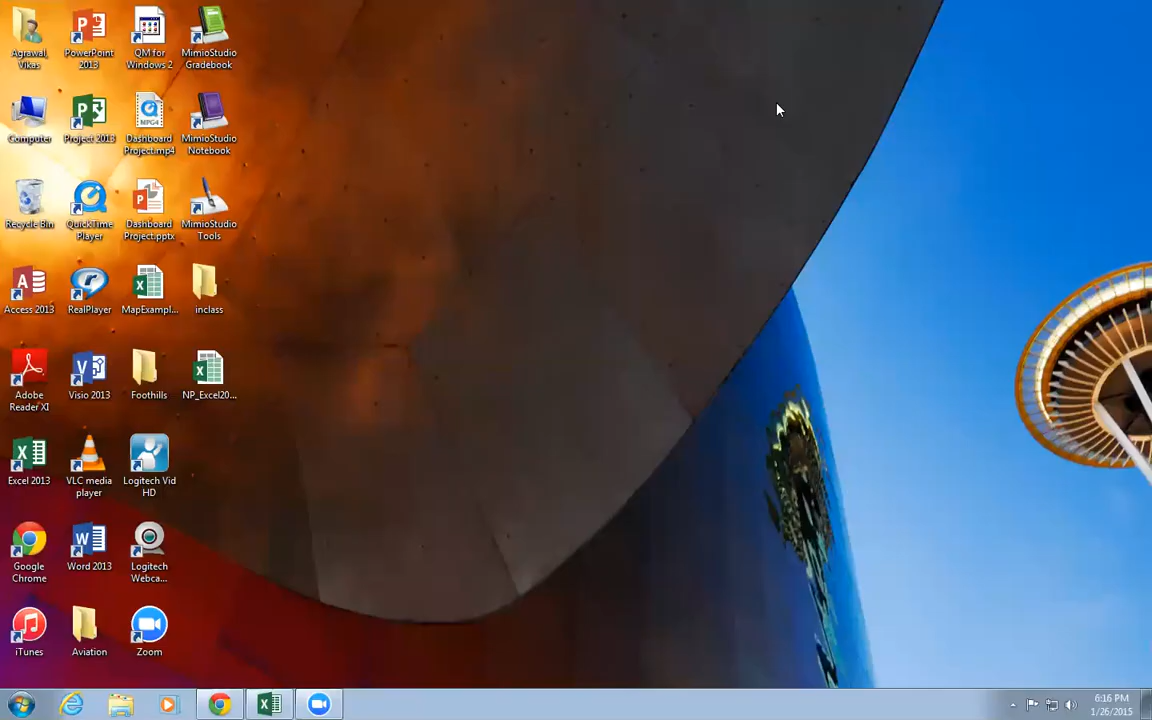 Agrawal, Vikas
PowerPoint 2013
QM for Windows 2
MimioStudio Gradebook
Computer
Project 2013
Dashboard Project.mp4
MimioStudio Notebook
Recycle Bin
QuickTime Player
Dashboard Project.pptx
MimioStudio Tools
Access 2013
RealPlayer
MapExampl...
inclass
Adobe Reader XI
Visio 2013
Foothills
NP_Excel20...
Excel 2013
VLC media player
Logitech Vid HD
Google Chrome
Word 2013
Logitech Webca...
iTunes
Aviation
Zoom
6:16 PM
1/26/2015